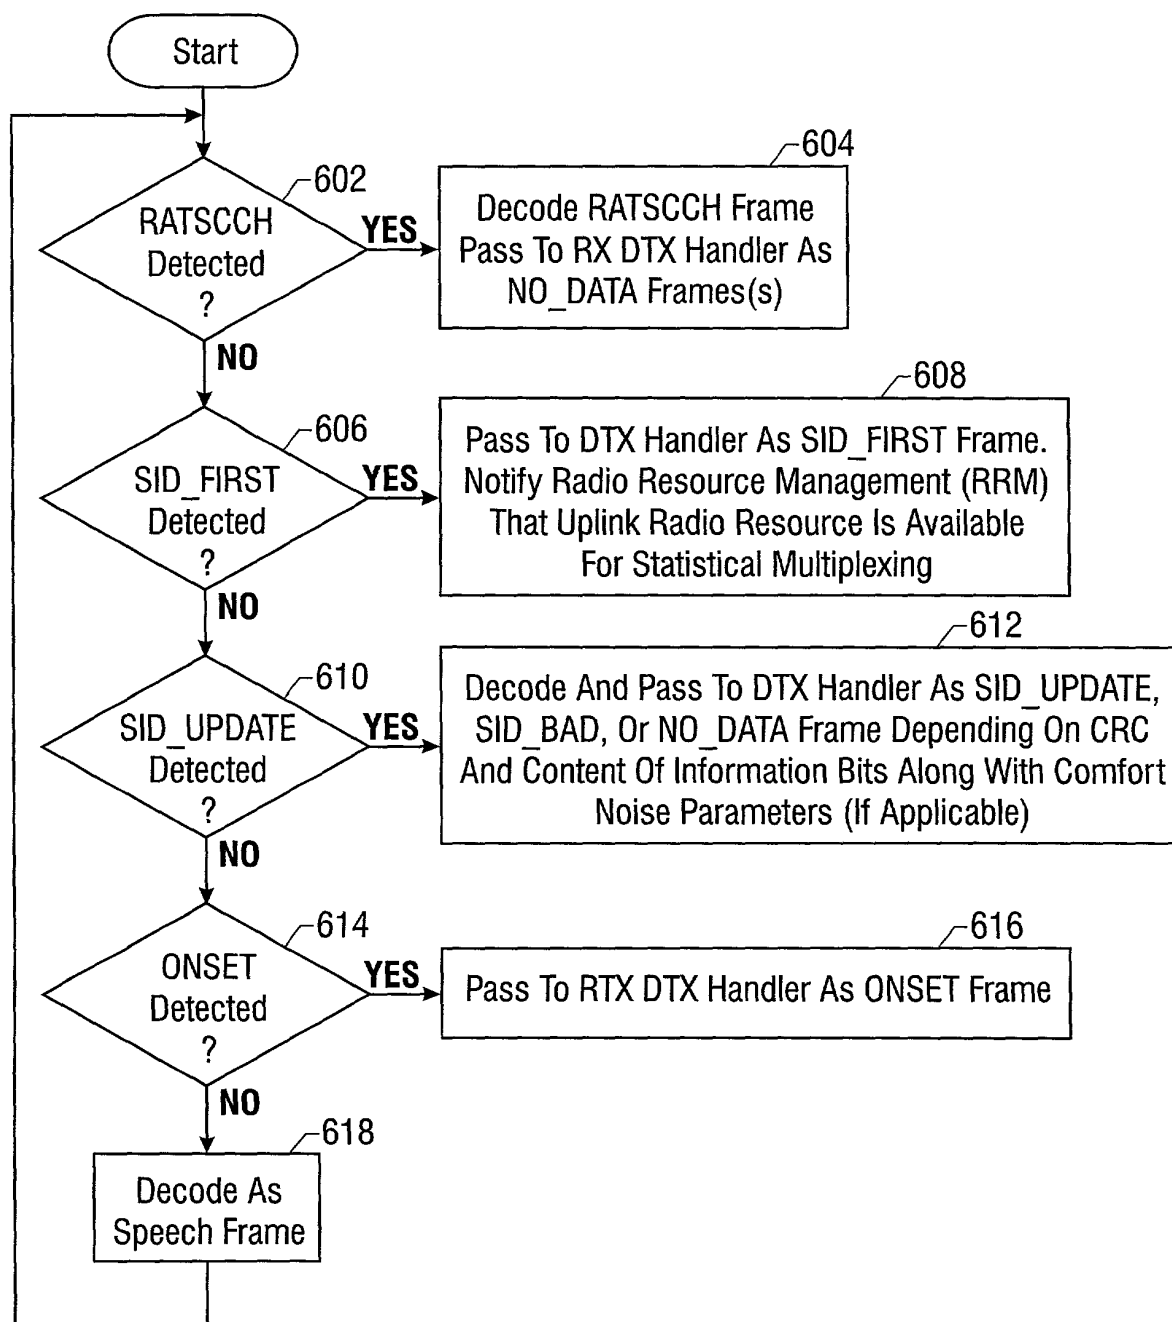 Start
602
RATSCCH
Detected
?
YES
604
Decode RATSCCH Frame
Pass To RX DTX Handler As
NO_DATA Frames(s)
NO
606
SID_FIRST
Detected
?
YES
608
Pass To DTX Handler As SID_FIRST Frame.
Notify Radio Resource Management (RRM)
That Uplink Radio Resource Is Available
For Statistical Multiplexing
NO
610
SID_UPDATE
Detected
?
YES
612
Decode And Pass To DTX Handler As SID_UPDATE,
SID_BAD, Or NO_DATA Frame Depending On CRC
And Content Of Information Bits Along With Comfort
Noise Parameters (If Applicable)
NO
614
ONSET
Detected
?
YES
616
Pass To RTX DTX Handler As ONSET Frame
NO
618
Decode As
Speech Frame